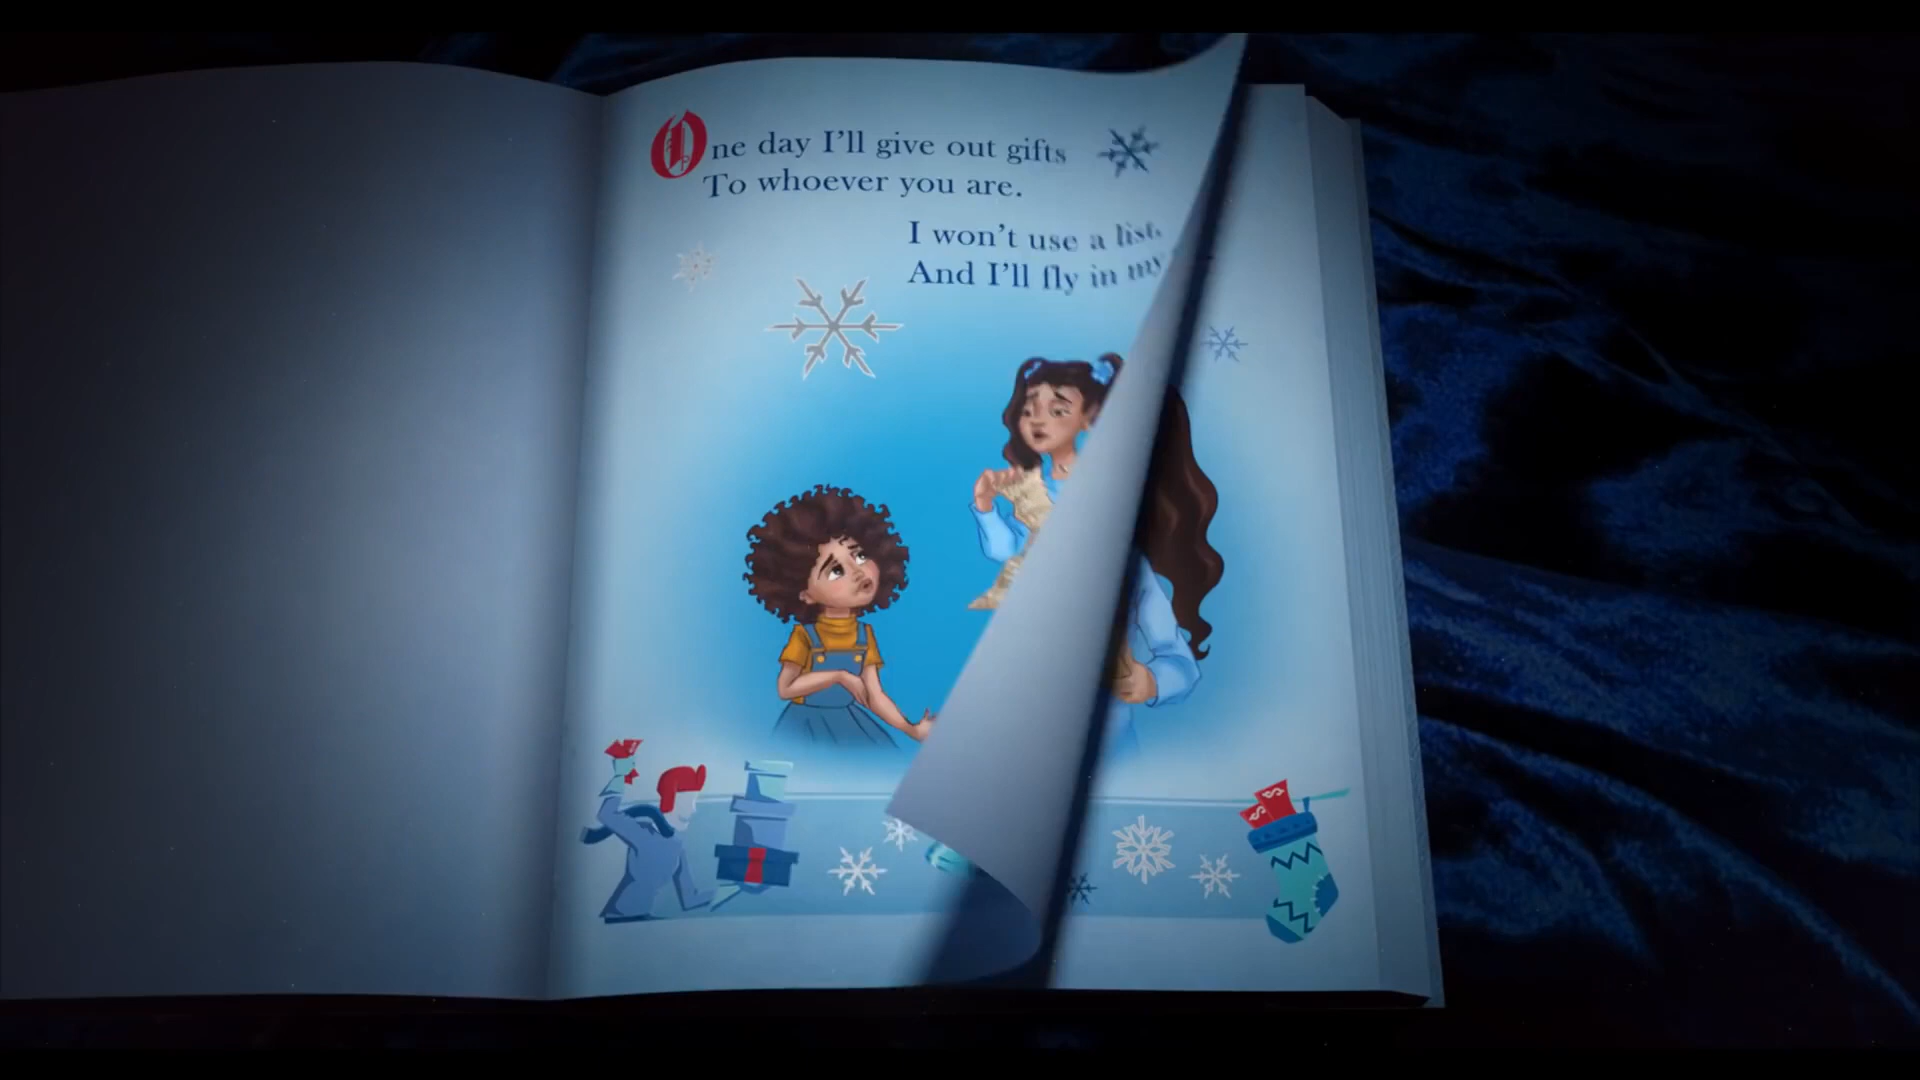 One day I'll give out gifts
To whoever you are.
I won't use a list,
And I'll fly in my